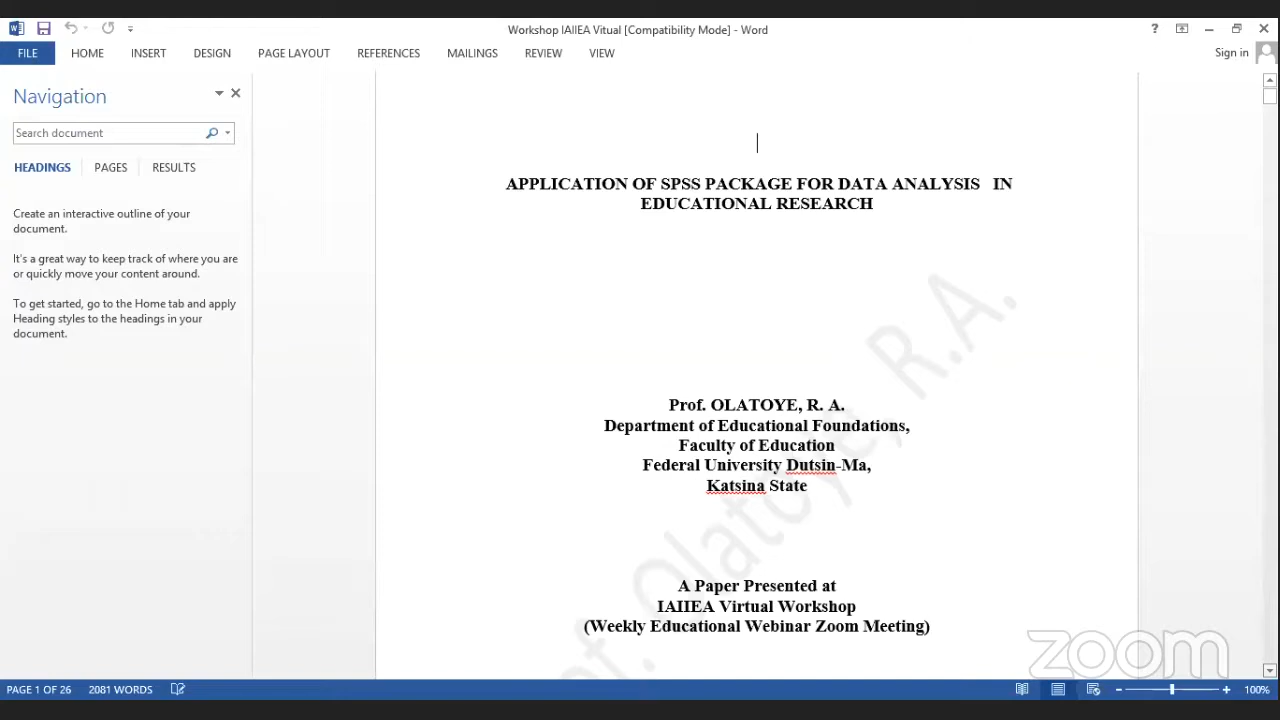 Workshop IAIIEA Vitual [Compatibility Mode] - Word
?
FILE HOME INSERT DESIGN PAGE LAYOUT REFERENCES MAILINGS REVIEW VIEW
Sign in
Navigation
Search document
HEADINGS PAGES RESULTS
Create an interactive outline of your
document.
It's a great way to keep track of where you are
or quickly move your content around.
To get started, go to the Home tab and apply
Heading styles to the headings in your
document.
APPLICATION OF SPSS PACKAGE FOR DATA ANALYSIS IN
EDUCATIONAL RESEARCH
Prof. OLATOYE, R. A.
Department of Educational Foundations,
Faculty of Education
Federal University Dutsin-Ma,
Katsina State
A Paper Presented at
IAIIEA Virtual Workshop
(Weekly Educational Webinar Zoom Meeting)
of. Olatoye, R.A.
zoom
PAGE 1 OF 26 2081 WORDS
100%